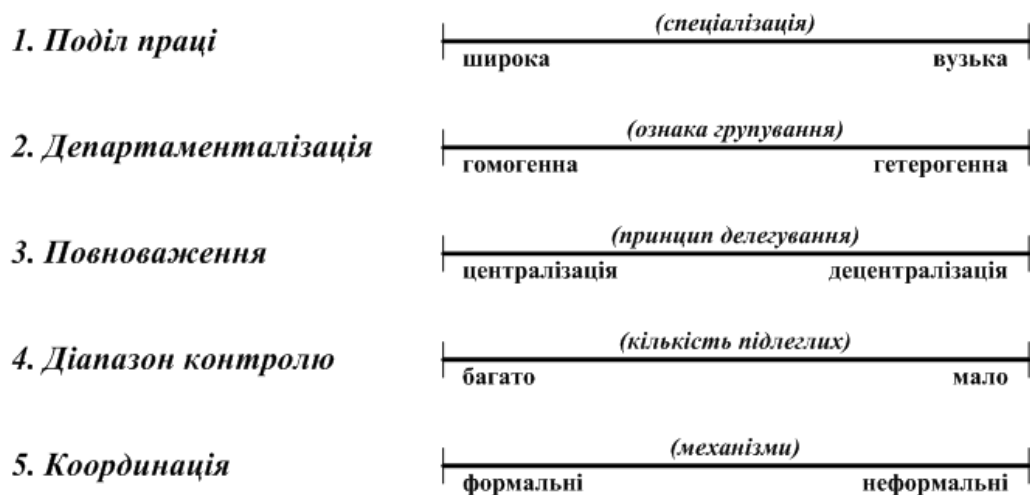 (спеціалізація)
1. Поділ праці
широка вузька
(ознака групування)
2. Департаменталізація
гомогенна гетерогенна
(принцип делегування)
3. Повноваження
централізація децентралізація
(кількість підлеглих)
4. Діапазон контролю
багато мало
(механізми)
5. Координація
формальні неформальні